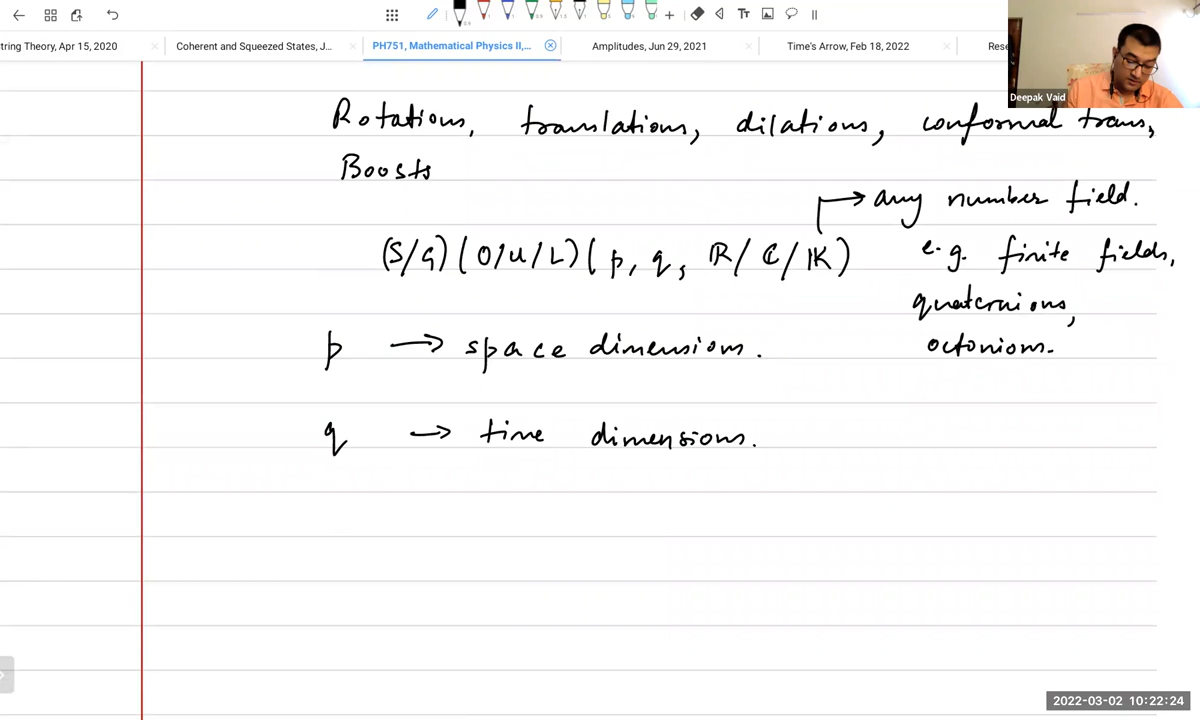 tring Theory, Apr 15, 2020
Coherent and Squeezed States, J...
PH751, Mathematical Physics II,...
Amplitudes, Jun 29, 2021
Time's Arrow, Feb 18, 2022
Rese
Deepak Vaid
Rotations, translations, dilations, conformal trans,
Boosts
→ any number field.
(S/G)(O/U/L)(p, q, ℝ/ℂ/𝕂)
e.g. finite fields,
quaternions,
octonions.
p → space dimensions.
q → time dimensions.
2022-03-02 10:22:24